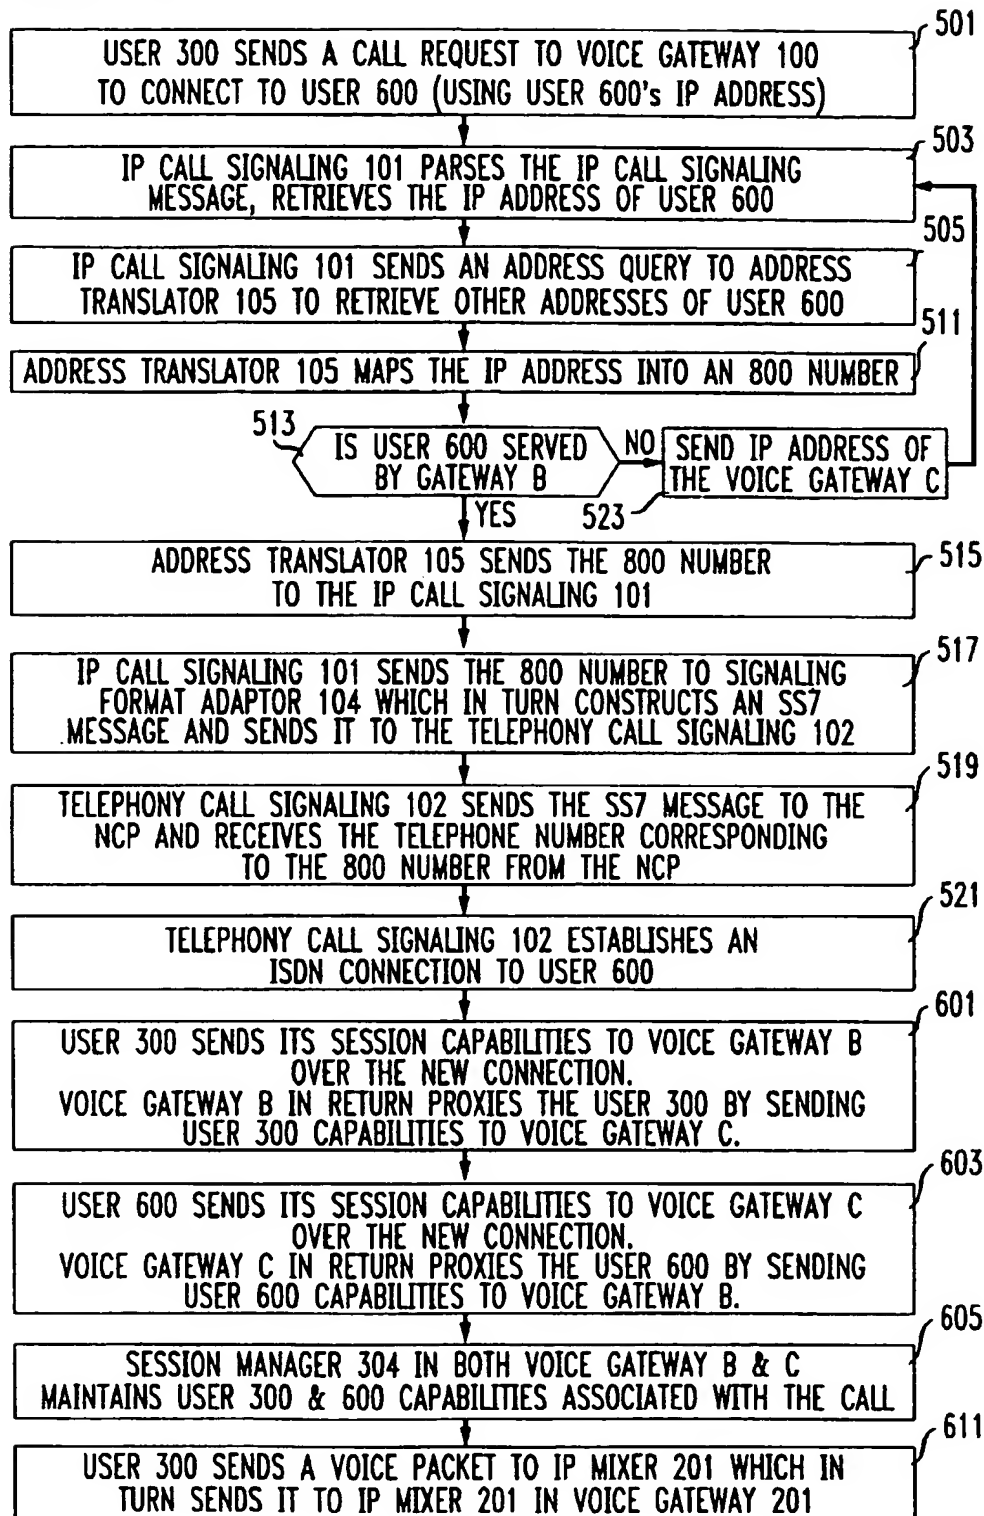 501
USER 300 SENDS A CALL REQUEST TO VOICE GATEWAY 100
TO CONNECT TO USER 600 (USING USER 600's IP ADDRESS)
503
IP CALL SIGNALING 101 PARSES THE IP CALL SIGNALING
MESSAGE, RETRIEVES THE IP ADDRESS OF USER 600
505
IP CALL SIGNALING 101 SENDS AN ADDRESS QUERY TO ADDRESS
TRANSLATOR 105 TO RETRIEVE OTHER ADDRESSES OF USER 600
511
ADDRESS TRANSLATOR 105 MAPS THE IP ADDRESS INTO AN 800 NUMBER
513
IS USER 600 SERVED
BY GATEWAY B
NO
SEND IP ADDRESS OF
THE VOICE GATEWAY C
523
YES
515
ADDRESS TRANSLATOR 105 SENDS THE 800 NUMBER
TO THE IP CALL SIGNALING 101
517
IP CALL SIGNALING 101 SENDS THE 800 NUMBER TO SIGNALING
FORMAT ADAPTOR 104 WHICH IN TURN CONSTRUCTS AN SS7
MESSAGE AND SENDS IT TO THE TELEPHONY CALL SIGNALING 102
519
TELEPHONY CALL SIGNALING 102 SENDS THE SS7 MESSAGE TO THE
NCP AND RECEIVES THE TELEPHONE NUMBER CORRESPONDING
TO THE 800 NUMBER FROM THE NCP
521
TELEPHONY CALL SIGNALING 102 ESTABLISHES AN
ISDN CONNECTION TO USER 600
601
USER 300 SENDS ITS SESSION CAPABILITIES TO VOICE GATEWAY B
OVER THE NEW CONNECTION.
VOICE GATEWAY B IN RETURN PROXIES THE USER 300 BY SENDING
USER 300 CAPABILITIES TO VOICE GATEWAY C.
603
USER 600 SENDS ITS SESSION CAPABILITIES TO VOICE GATEWAY C
OVER THE NEW CONNECTION.
VOICE GATEWAY C IN RETURN PROXIES THE USER 600 BY SENDING
USER 600 CAPABILITIES TO VOICE GATEWAY B.
605
SESSION MANAGER 304 IN BOTH VOICE GATEWAY B & C
MAINTAINS USER 300 & 600 CAPABILITIES ASSOCIATED WITH THE CALL
611
USER 300 SENDS A VOICE PACKET TO IP MIXER 201 WHICH IN
TURN SENDS IT TO IP MIXER 201 IN VOICE GATEWAY 201